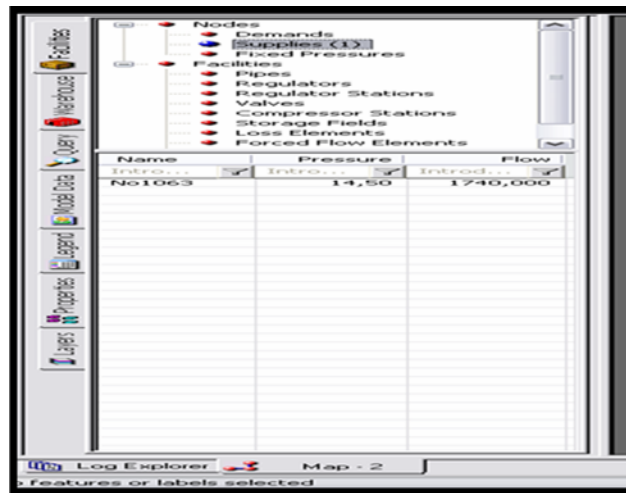 Nodes
Demands
Supplies (1)
Fixed Pressures
Facilities
Pipes
Regulators
Regulator Stations
Valves
Compressor Stations
Storage Fields
Loss Elements
Forced Flow Elements
Name Pressure Flow
Intro... Intro... Introd...
No1063 14,50 1740,000
Facilities
Warehouse
Query
Model Data
Legend
Properties
Layers
Log Explorer Map - 2
features or labels selected